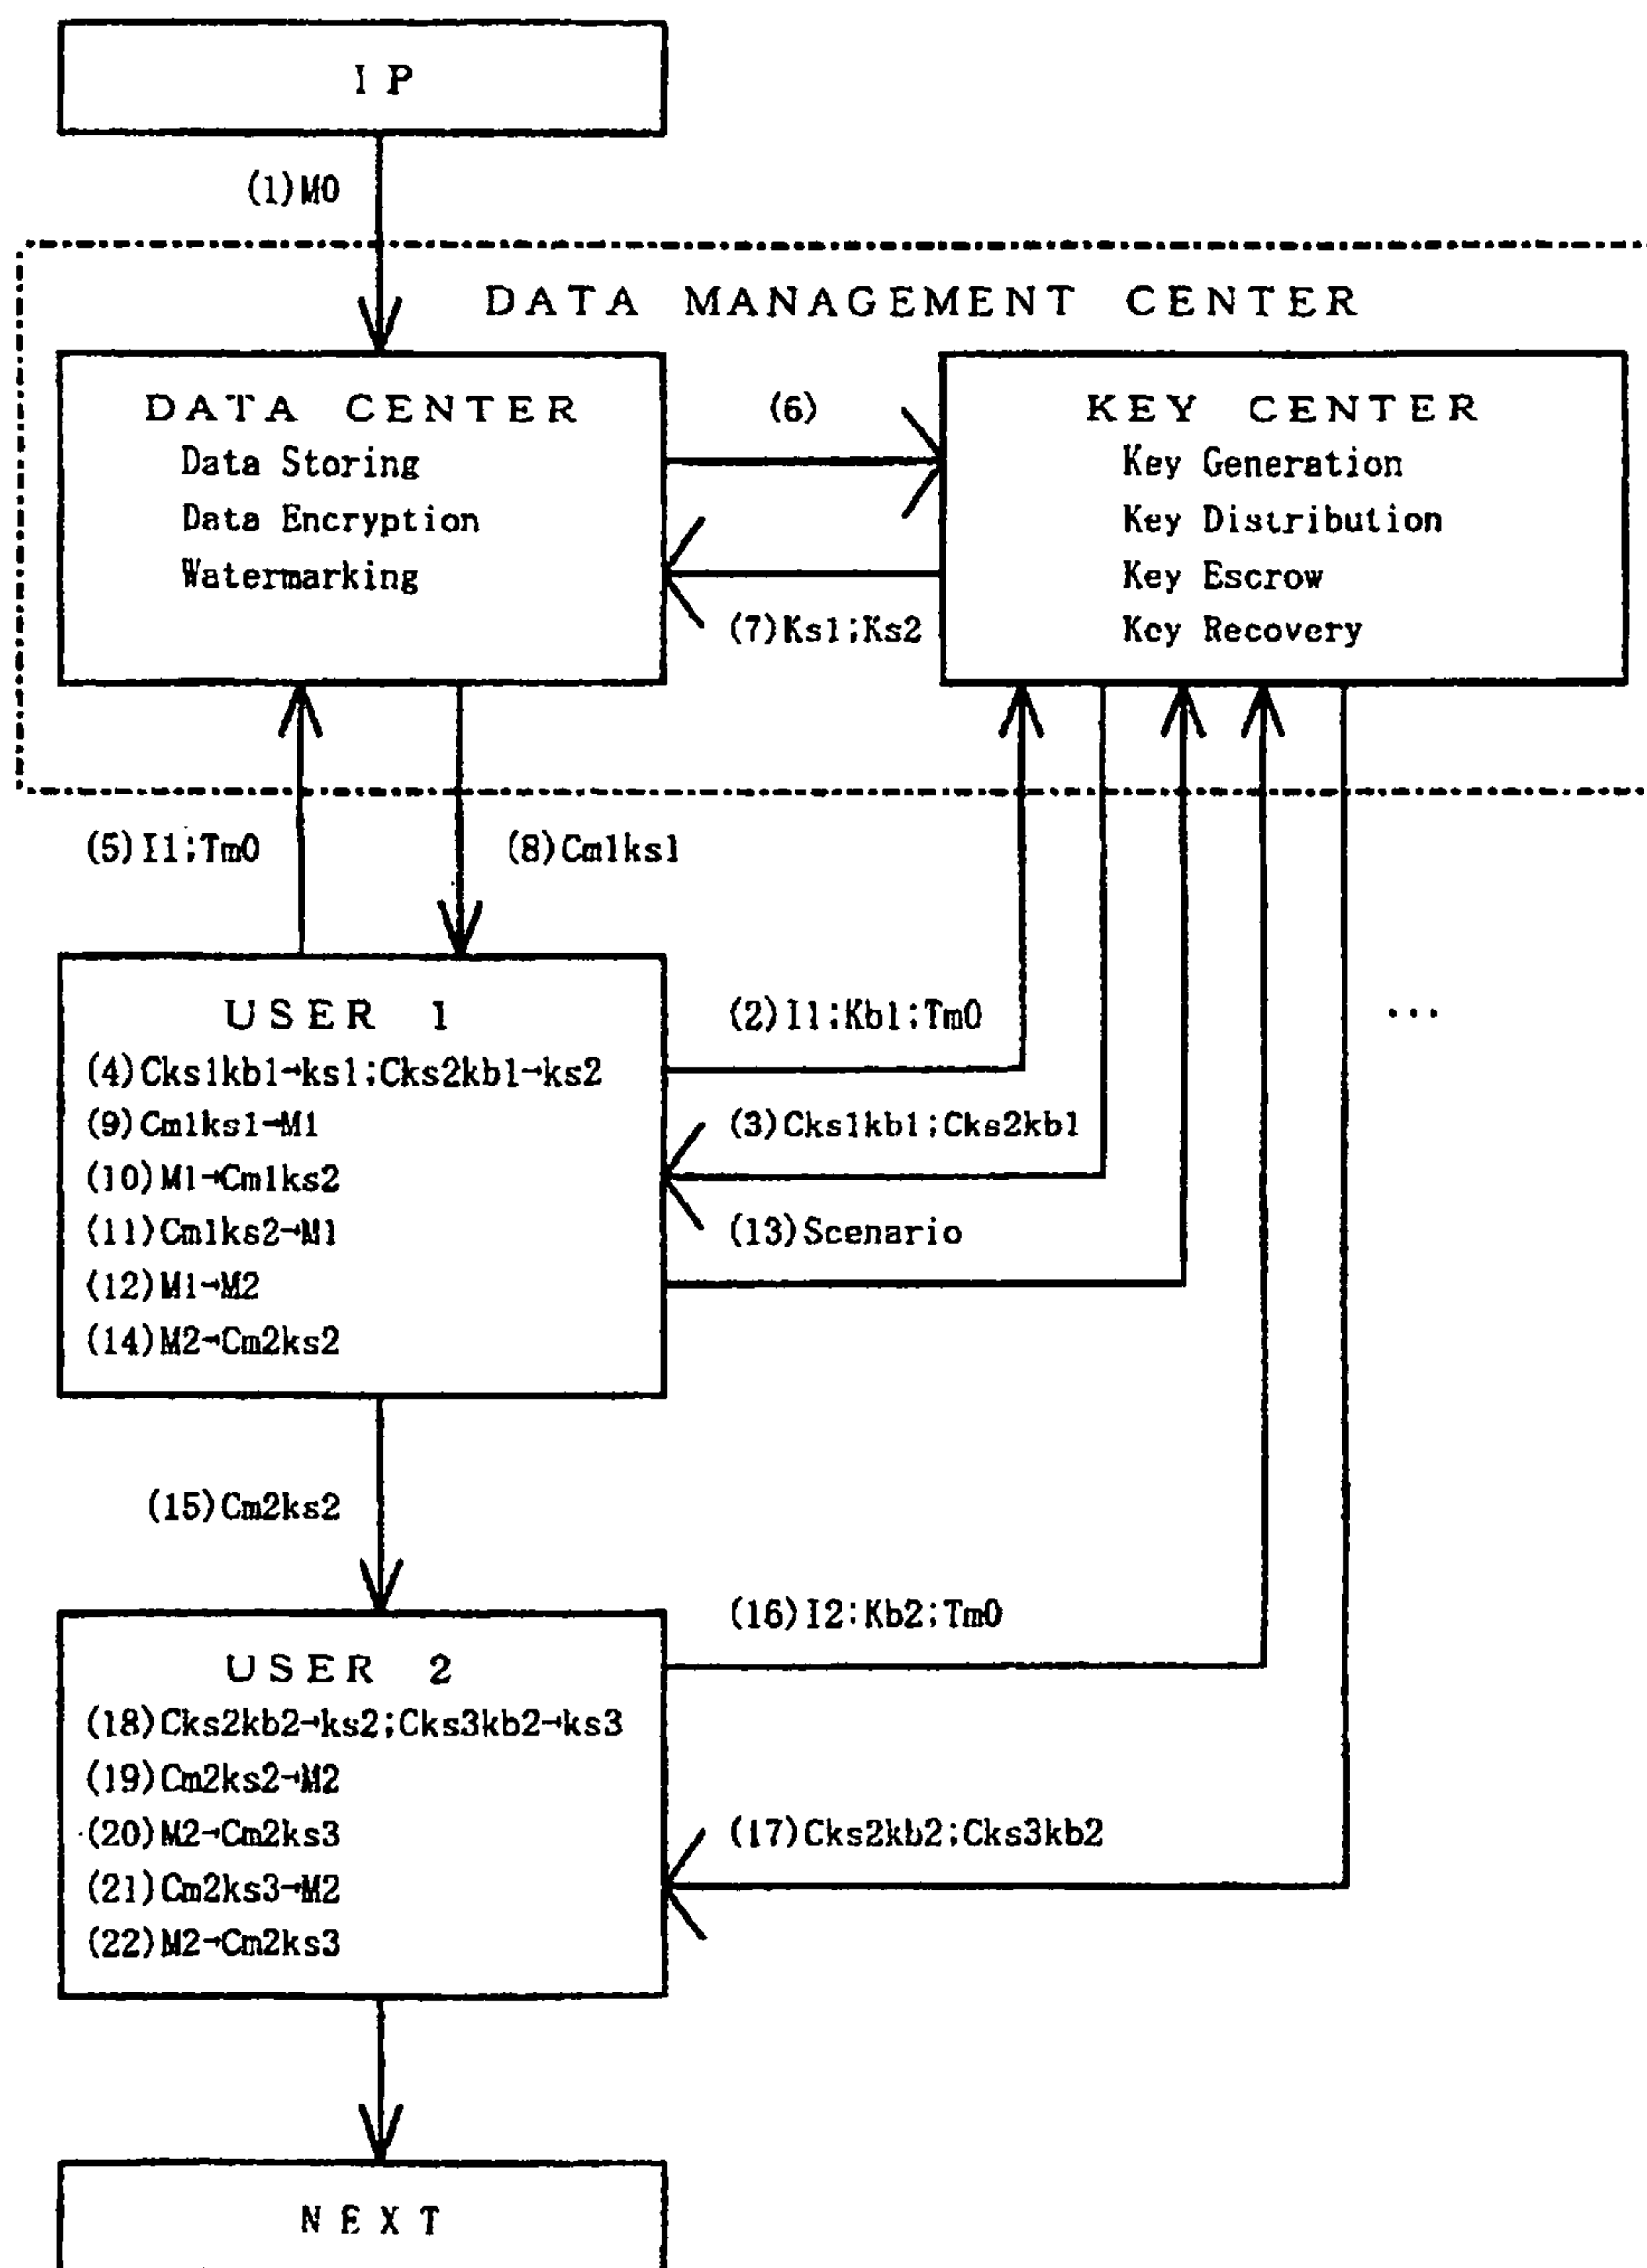 IP
(1)M0
DATA MANAGEMENT CENTER
DATA CENTER
Data Storing
Data Encryption
Watermarking
(6)
(7)Ks1;Ks2
KEY CENTER
Key Generation
Key Distribution
Key Escrow
Key Recovery
(5)I1;Tm0
(8)Cm1ks1
USER 1
(4)Cks1kb1→ks1;Cks2kb1→ks2
(9)Cm1ks1→M1
(10)M1→Cm1ks2
(11)Cm1ks2→M1
(12)M1→M2
(14)M2→Cm2ks2
(2)I1;Kb1;Tm0
(3)Cks1kb1;Cks2kb1
(13)Scenario
...
(15)Cm2ks2
USER 2
(18)Cks2kb2→ks2;Cks3kb2→ks3
(19)Cm2ks2→M2
(20)M2→Cm2ks3
(21)Cm2ks3→M2
(22)M2→Cm2ks3
(16)I2:Kb2;Tm0
(17)Cks2kb2;Cks3kb2
NEXT